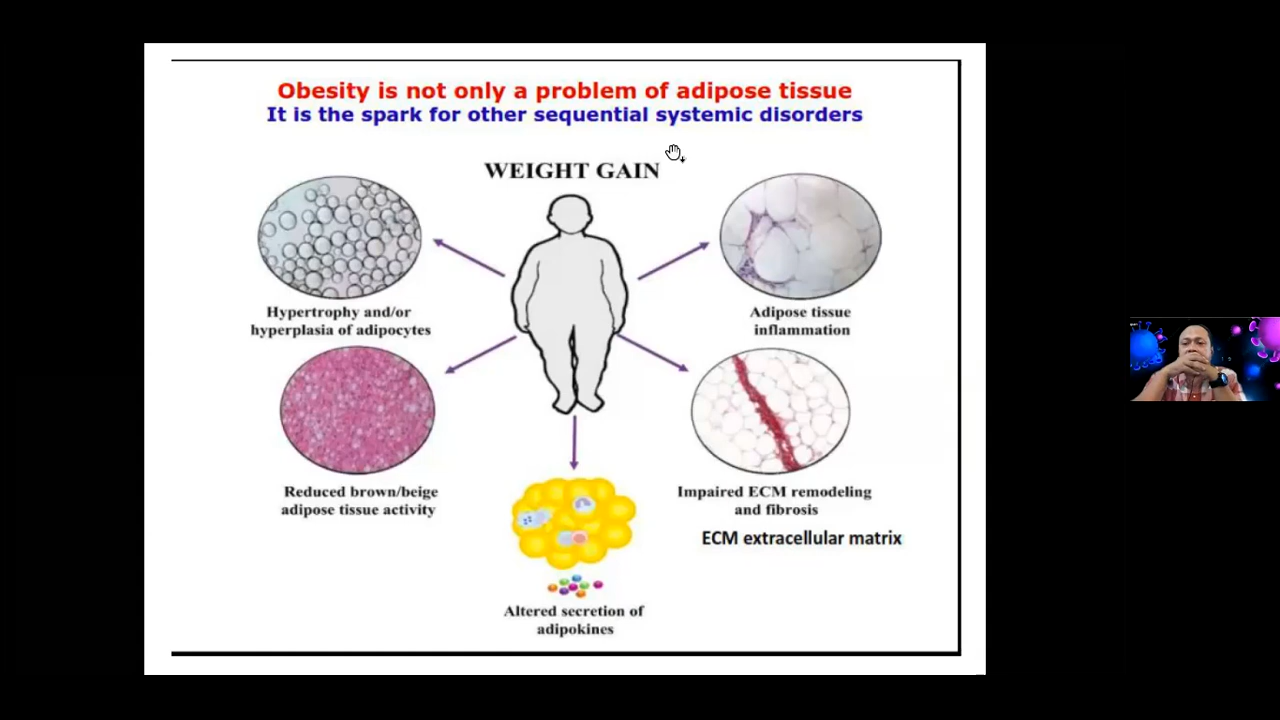 Obesity is not only a problem of adipose tissue
It is the spark for other sequential systemic disorders
WEIGHT GAIN
Hypertrophy and/or
hyperplasia of adipocytes
Adipose tissue
inflammation
Reduced brown/beige
adipose tissue activity
Impaired ECM remodeling
and fibrosis
ECM extracellular matrix
Altered secretion of
adipokines